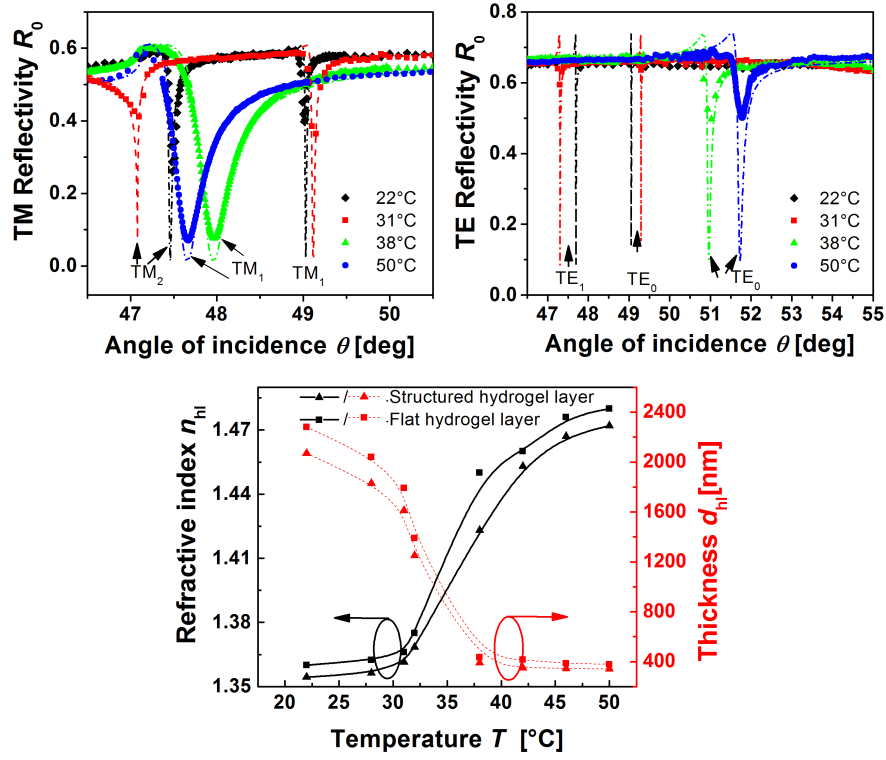 TM Reflectivity R0
0.6
0.4
0.2
0.0
TM2
TM1
TM1
22°C
31°C
38°C
50°C
47 48 49 50
Angle of incidence θ [deg]
TE Reflectivity R0
0.8
0.6
0.4
0.2
0.0
TE1
TE0
TE0
22°C
31°C
38°C
50°C
47 48 49 50 51 52 53 54 55
Angle of incidence θ [deg]
Refractive index nhl
1.47
1.44
1.41
1.38
1.35
/ .Structured hydrogel layer
/ .Flat hydrogel layer
2400
2000
1600
1200
800
400
Thickness dhl[nm]
20 25 30 35 40 45 50
Temperature T [°C]